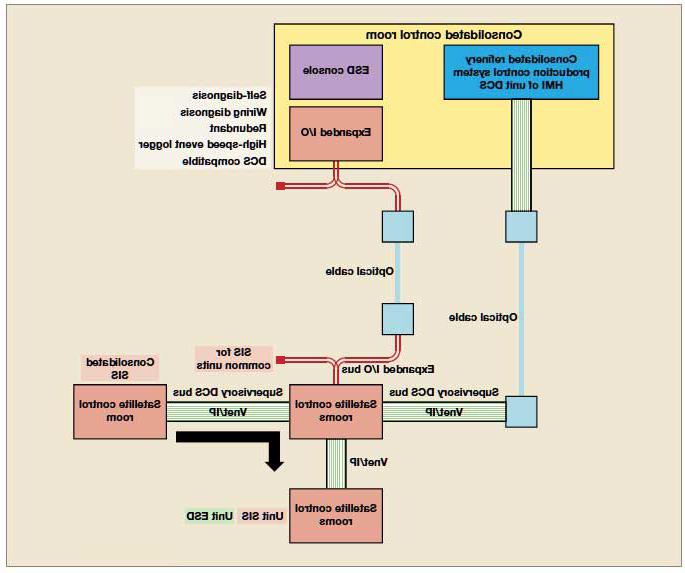 Consolidated control room
Consolidated refinery
production control system
HMI of unit DCS
ESD console
Expanded I/O
Self-diagnosis
Wiring diagnosis
Redundant
High-speed event logger
DCS compatible
Optical cable
Optical cable
SIS for
common units
Expanded I/O bus
Consolidated
SIS
Supervisory DCS bus
Vnet/IP
Satellite control
rooms
Supervisory DCS bus
Vnet/IP
Satellite control
room
Vnet/IP
Satellite control
rooms
Unit SIS
Unit ESD